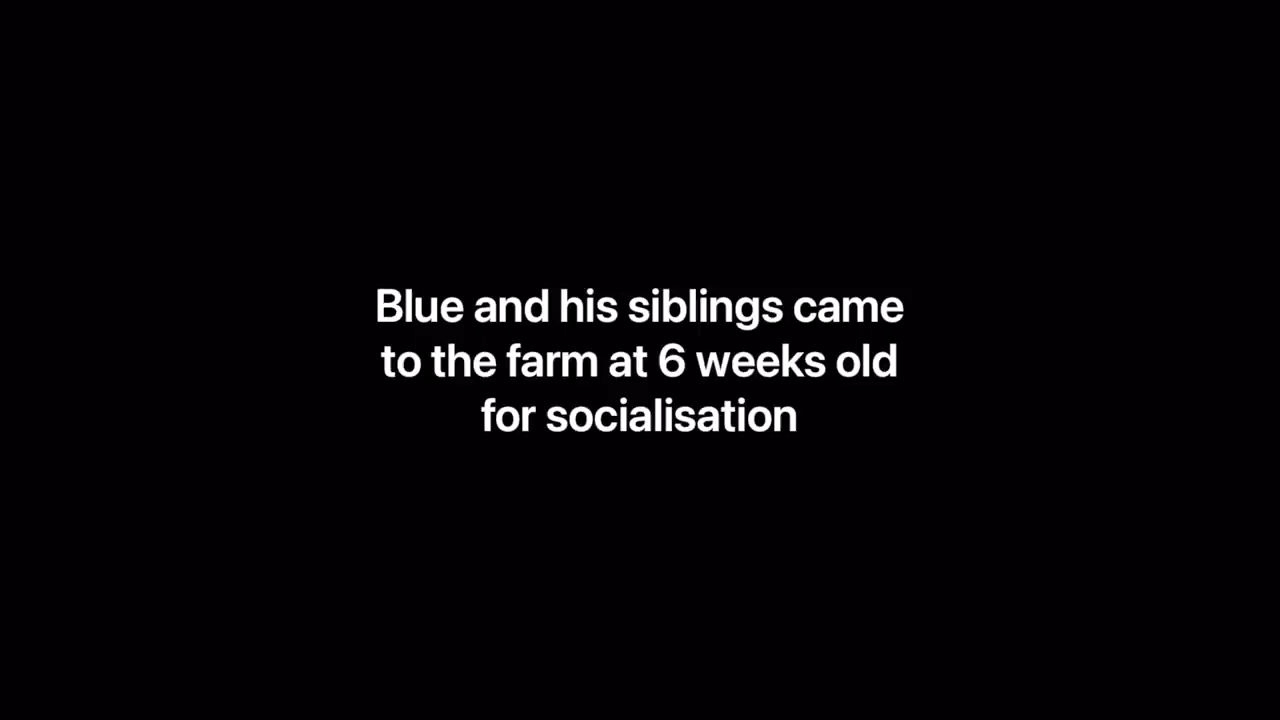 Blue and his siblings came
to the farm at 6 weeks old
for socialisation